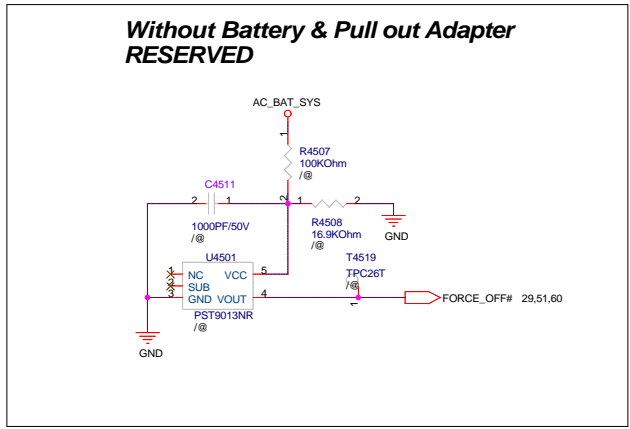 Without Battery & Pull out Adapter
RESERVED
AC_BAT_SYS
1
R4507
100KOhm
/@
2
C4511
2 1
1000PF/50V
/@
1 2
R4508
16.9KOhm
/@
GND
U4501
1 NC VCC 5
2 SUB
3 GND VOUT 4
PST9013NR
/@
T4519
TPC26T
/@
1
FORCE_OFF# 29,51,60
GND